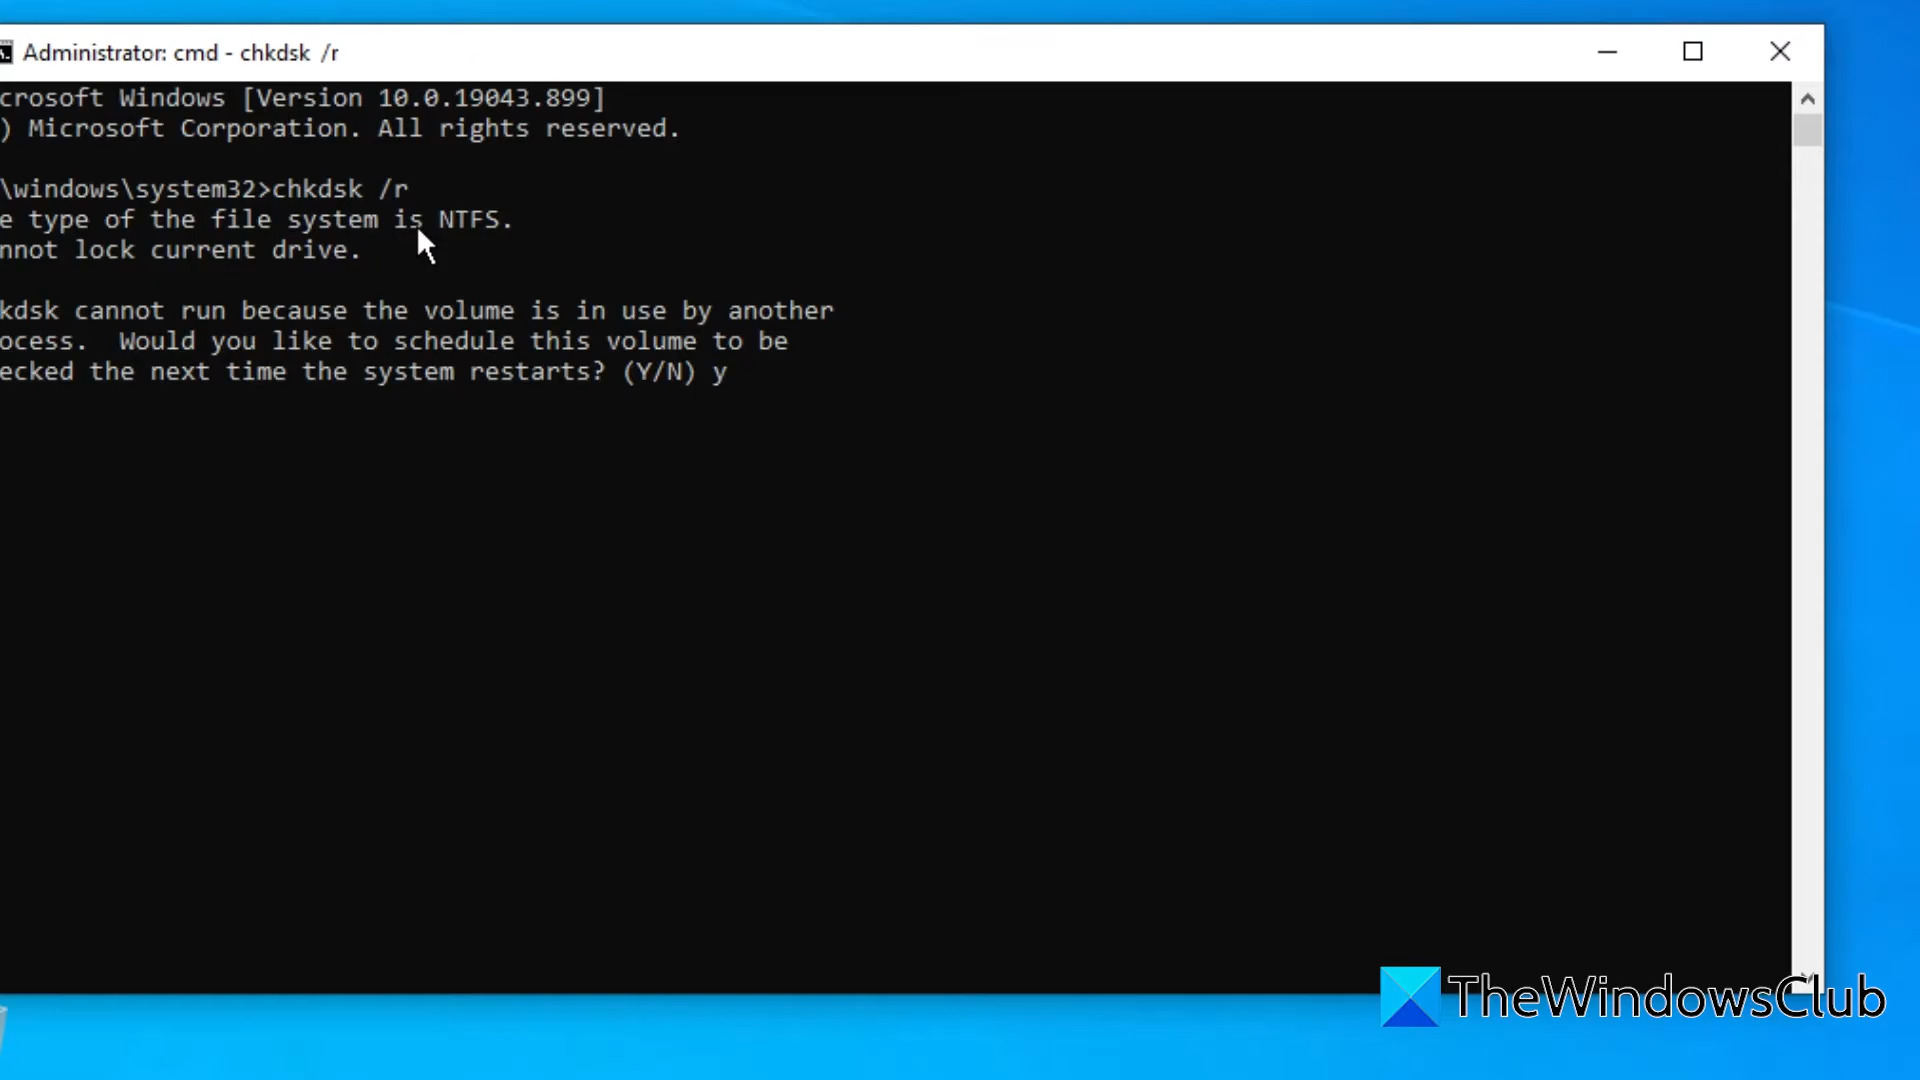 Administrator: cmd - chkdsk /r
crosoft Windows [Version 10.0.19043.899]
) Microsoft Corporation. All rights reserved.
\windows\system32>chkdsk /r
e type of the file system is NTFS.
nnot lock current drive.
kdsk cannot run because the volume is in use by another
ocess.  Would you like to schedule this volume to be
ecked the next time the system restarts? (Y/N) y
TheWindowsClub